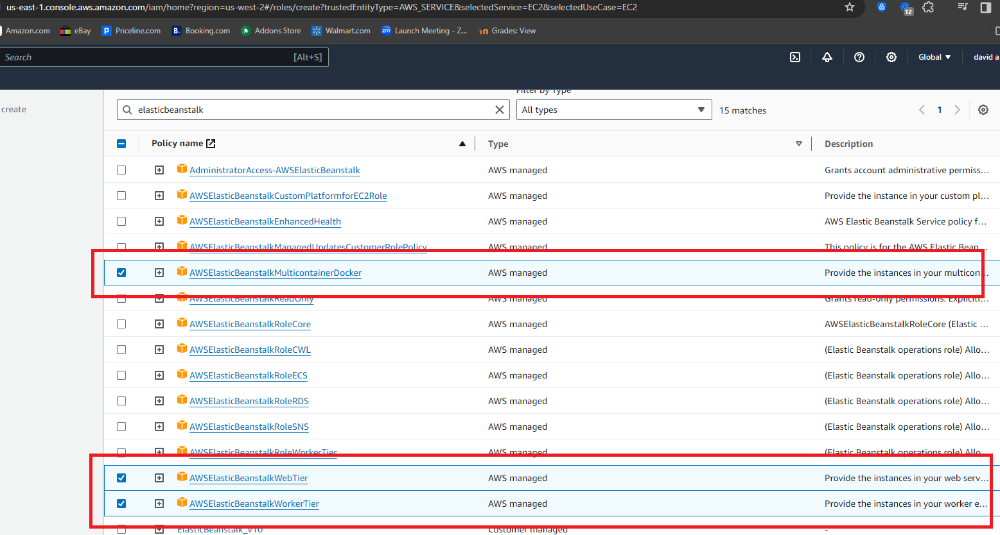 us-east-1.console.aws.amazon.com/iam/home?region=us-west-2#/roles/create?trustedEntityType=AWS_SERVICE&selectedService=EC2&selectedUseCase=EC2
12
Amazon.com eBay Priceline.com Booking.com Addons Store Walmart.com Launch Meeting - Z... Grades: View
Search [Alt+S] Global david a
create
Filter by Type
elasticbeanstalk All types 15 matches 1
Policy name Type Description
AdministratorAccess-AWSElasticBeanstalk AWS managed Grants account administrative permiss...
AWSElasticBeanstalkCustomPlatformforEC2Role AWS managed Provide the instance in your custom pl...
AWSElasticBeanstalkEnhancedHealth AWS managed AWS Elastic Beanstalk Service policy f...
AWSElasticBeanstalkManagedUpdatesCustomerRolePolicy AWS managed This policy is for the AWS Elastic Bean...
AWSElasticBeanstalkMulticontainerDocker AWS managed Provide the instances in your multicon...
AWSElasticBeanstalkReadOnly AWS managed Grants read-only permissions. Explicitl...
AWSElasticBeanstalkRoleCore AWS managed AWSElasticBeanstalkRoleCore (Elastic ...
AWSElasticBeanstalkRoleCWL AWS managed (Elastic Beanstalk operations role) Allo...
AWSElasticBeanstalkRoleECS AWS managed (Elastic Beanstalk operations role) Allo...
AWSElasticBeanstalkRoleRDS AWS managed (Elastic Beanstalk operations role) Allo...
AWSElasticBeanstalkRoleSNS AWS managed (Elastic Beanstalk operations role) Allo...
AWSElasticBeanstalkRoleWorkerTier AWS managed (Elastic Beanstalk operations role) Allo...
AWSElasticBeanstalkWebTier AWS managed Provide the instances in your web serv...
AWSElasticBeanstalkWorkerTier AWS managed Provide the instances in your worker e...
ElasticBeanstalk_v10 Customer managed -